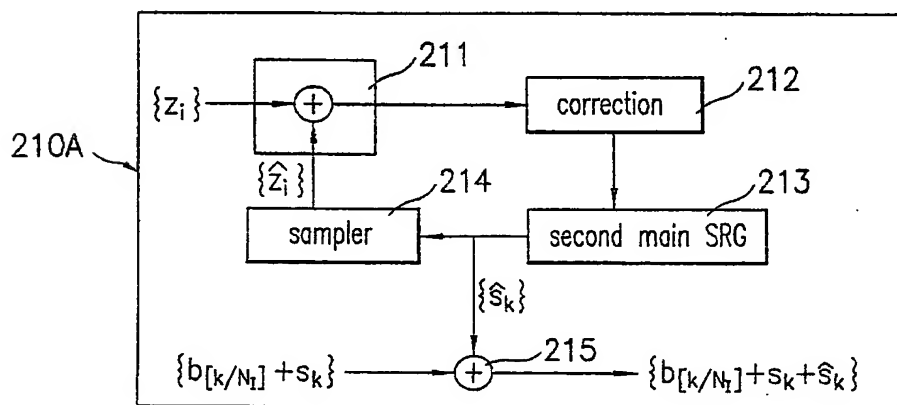 211
{z_i}
+
correction
212
210A
{ẑ_i}
214
213
sampler
second main SRG
{ŝ_k}
{b_[k/N_I] +s_k}
+
215
{b_[k/N_I]+s_k+ŝ_k}